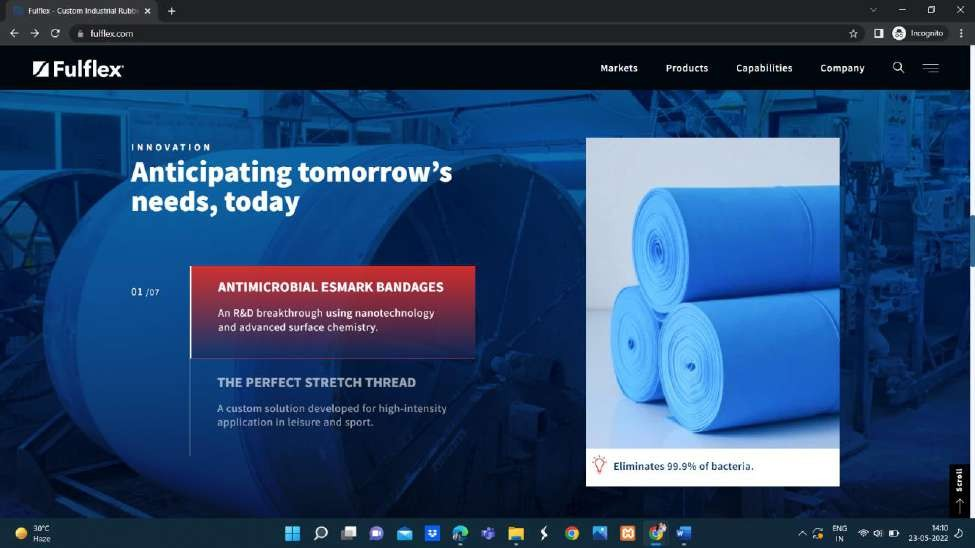 Fulflex - Custom Industrial Rubb
fulflex.com
Incognito
Fulflex
Markets
Products
Capabilities
Company
INNOVATION
Anticipating tomorrow's
needs, today
01 /07
ANTIMICROBIAL ESMARK BANDAGES
An R&D breakthrough using nanotechnology
and advanced surface chemistry.
THE PERFECT STRETCH THREAD
A custom solution developed for high-intensity
application in leisure and sport.
Eliminates 99.9% of bacteria.
Scroll
30°C
Haze
ENG
IN
14:10
23-05-2022